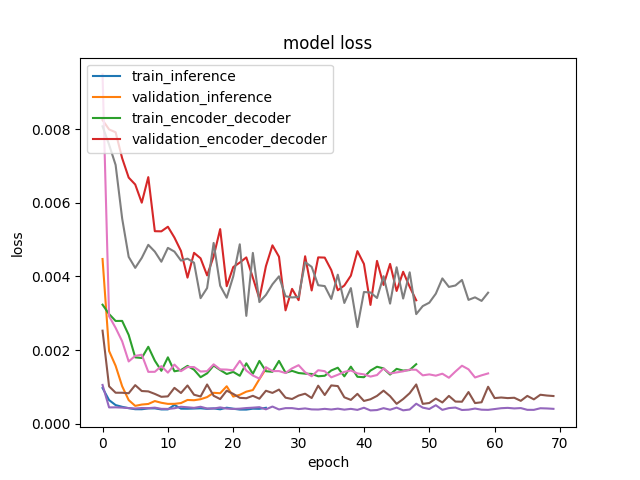 model loss
train_inference
validation_inference
train_encoder_decoder
validation_encoder_decoder
0.008
0.006
0.004
0.002
0.000
loss
0 10 20 30 40 50 60 70
epoch